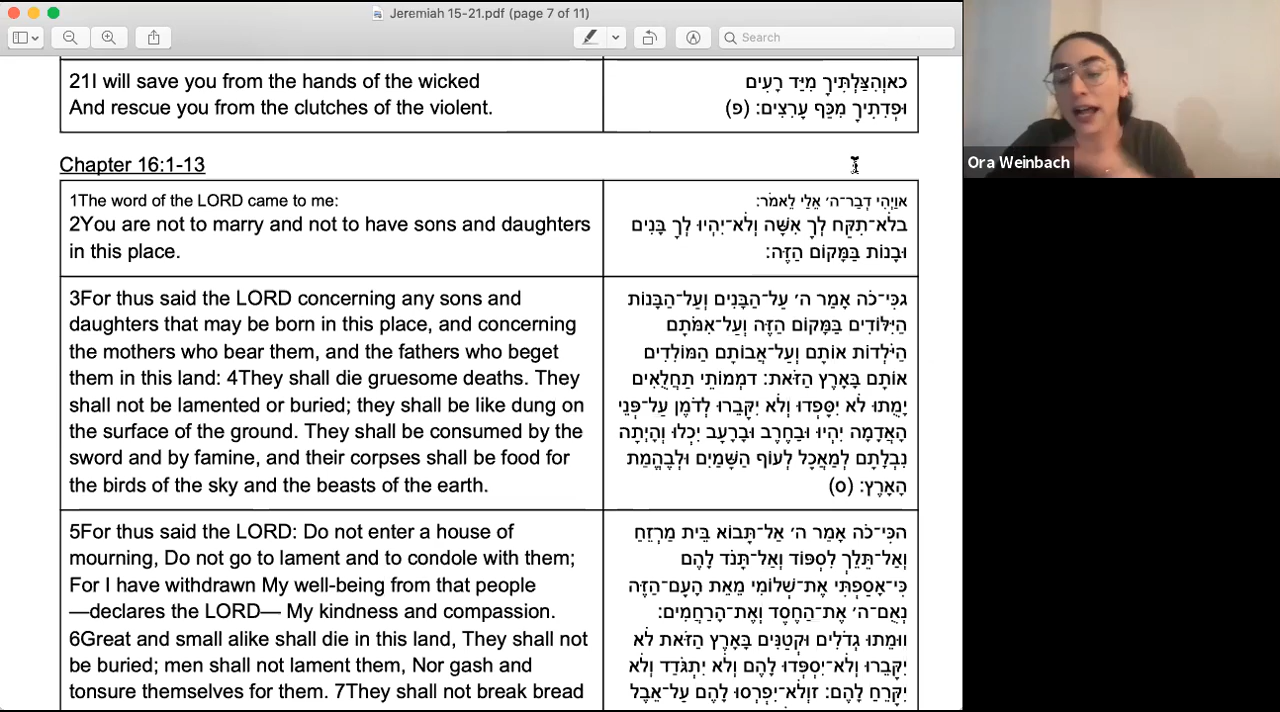 Jeremiah 15-21.pdf (page 7 of 11)
Search
21I will save you from the hands of the wicked
And rescue you from the clutches of the violent.
כאוְהִצַּלְתִּיךָ מִיַּד רָעִים
וּפְדִתִיךָ מִכַּף עָרִצִים׃ (פ)
Chapter 16:1-13
1The word of the LORD came to me:
2You are not to marry and not to have sons and daughters
in this place.
אוַיְהִי דְבַר־ה׳ אֵלַי לֵאמֹר׃
בלֹא־תִקַּח לְךָ אִשָּׁה וְלֹא־יִהְיוּ לְךָ בָּנִים
וּבָנוֹת בַּמָּקוֹם הַזֶּה׃
3For thus said the LORD concerning any sons and
daughters that may be born in this place, and concerning
the mothers who bear them, and the fathers who beget
them in this land: 4They shall die gruesome deaths. They
shall not be lamented or buried; they shall be like dung on
the surface of the ground. They shall be consumed by the
sword and by famine, and their corpses shall be food for
the birds of the sky and the beasts of the earth.
גכִּי־כֹה אָמַר ה׳ עַל־הַבָּנִים וְעַל־הַבָּנוֹת
הַיִּלּוֹדִים בַּמָּקוֹם הַזֶּה וְעַל־אִמֹּתָם
הַיֹּלְדוֹת אוֹתָם וְעַל־אֲבוֹתָם הַמּוֹלִדִים
אוֹתָם בָּאָרֶץ הַזֹּאת׃ דמְמוֹתֵי תַחֲלֻאִים
יָמֻתוּ לֹא יִסָּפְדוּ וְלֹא יִקָּבֵרוּ לְדֹמֶן עַל־פְּנֵי
הָאֲדָמָה יִהְיוּ וּבַחֶרֶב וּבָרָעָב יִכְלוּ וְהָיְתָה
נִבְלָתָם לְמַאֲכָל לְעוֹף הַשָּׁמַיִם וּלְבֶהֱמַת
הָאָרֶץ׃ (ס)
5For thus said the LORD: Do not enter a house of
mourning, Do not go to lament and to condole with them;
For I have withdrawn My well-being from that people
—declares the LORD— My kindness and compassion.
6Great and small alike shall die in this land, They shall not
be buried; men shall not lament them, Nor gash and
tonsure themselves for them. 7They shall not break bread
הכִּי־כֹה אָמַר ה׳ אַל־תָּבוֹא בֵּית מַרְזֵחַ
וְאַל־תֵּלֵךְ לִסְפּוֹד וְאַל־תָּנֹד לָהֶם
כִּי־אָסַפְתִּי אֶת־שְׁלוֹמִי מֵאֵת הָעָם־הַזֶּה
נְאֻם־ה׳ אֶת־הַחֶסֶד וְאֶת־הָרַחֲמִים׃
ווּמֵתוּ גְדֹלִים וּקְטַנִּים בָּאָרֶץ הַזֹּאת לֹא
יִקָּבֵרוּ וְלֹא־יִסְפְּדוּ לָהֶם וְלֹא יִתְגֹּדַד וְלֹא
יִקָּרֵחַ לָהֶם׃ זוְלֹא־יִפְרְסוּ לָהֶם עַל־אֵבֶל
Ora Weinbach